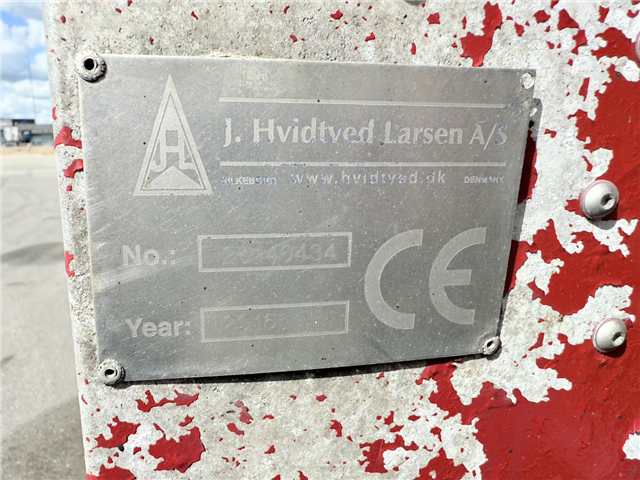 J. Hvidtved Larsen A/S
www.hvidtved.dk DENMARK
No.:
Year:
CE